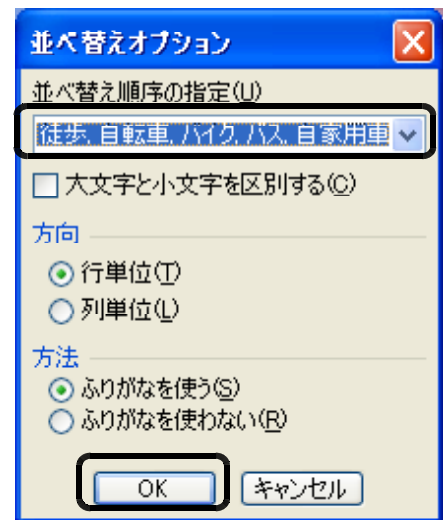 並べ替えオプション
並べ替え順序の指定(U)
徒歩, 自転車, バイク, バス, 自家用車
大文字と小文字を区別する(C)
方向
行単位(T)
列単位(L)
方法
ふりがなを使う(S)
ふりがなを使わない(R)
OK キャンセル